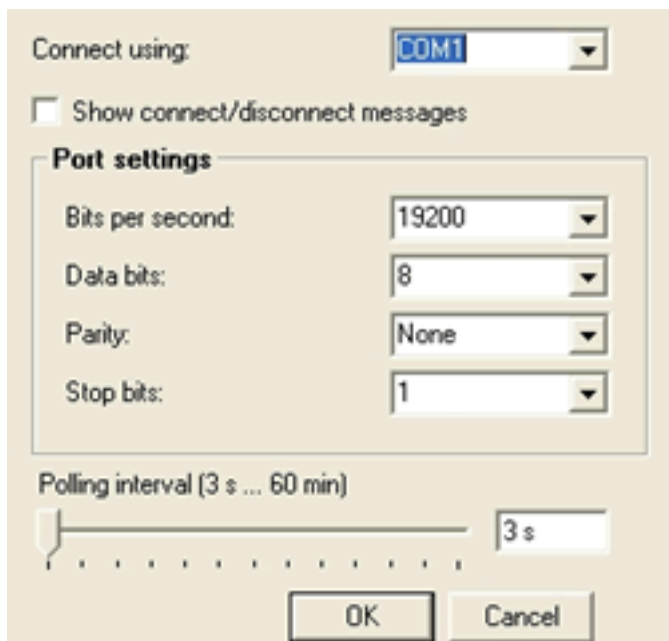 Connect using: COM1
Show connect/disconnect messages
Port settings
Bits per second: 19200
Data bits: 8
Parity: None
Stop bits: 1
Polling interval (3 s ... 60 min)
3 s
OK Cancel